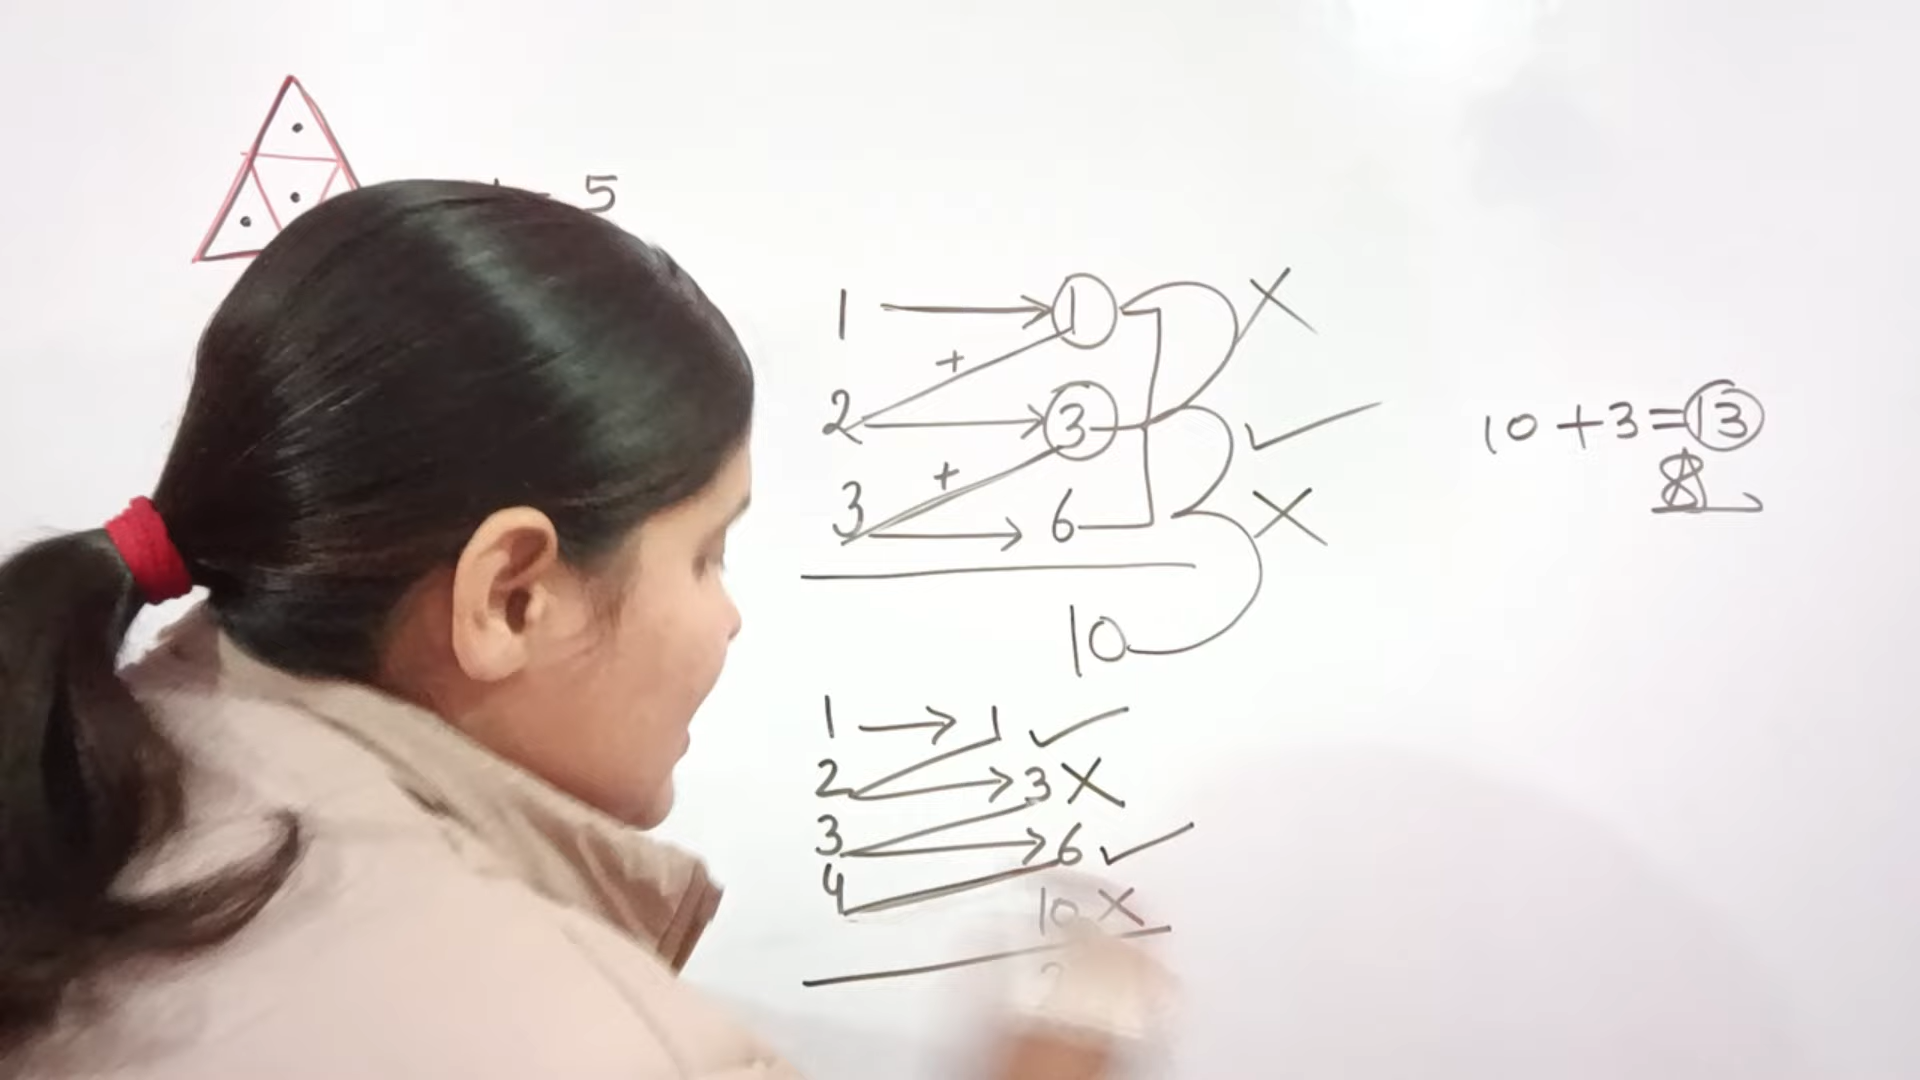 5
1 → 1 ×
+
2 → 3 ✓
+
3 → 6 ×
10
10 + 3 = 13
8
1 → 1 ✓
2 → 3 ×
3 → 6 ✓
4
10 ×